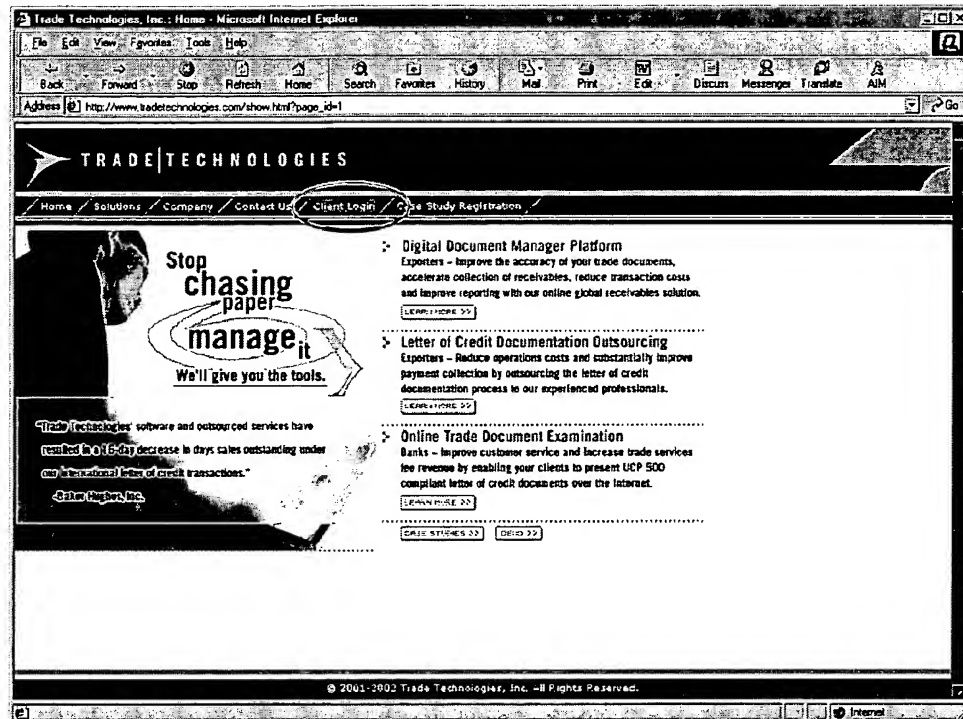 Trade Technologies, Inc.: Home - Microsoft Internet Explorer
File Edit View Favorites Tools Help
Back Forward Stop Refresh Home Search Favorites History Mail Print Edit Discuss Messenger Translate AIM
Address http://www.tradetechnologies.com/show.html?page_id=1 Go
TRADE|TECHNOLOGIES
Home / Solutions / Company / Contact Us / Client Login / Case Study Registration /
Stop
chasing
paper
manage
it
We'll give you the tools.
"Trade Technologies' software and outsourced services have
resulted in a 16-day decrease in days sales outstanding under
our international letter of credit transactions."
-Baker Hughes, Inc.
Digital Document Manager Platform
Exporters – Improve the accuracy of your trade documents,
accelerate collection of receivables, reduce transaction costs
and improve reporting with our online global receivables solution.
LEARN MORE >>
Letter of Credit Documentation Outsourcing
Exporters – Reduce operations costs and substantially improve
payment collection by outsourcing the letter of credit
documentation process to our experienced professionals.
LEARN MORE >>
Online Trade Document Examination
Banks – Improve customer service and increase trade services
fee revenue by enabling your clients to present UCP 500
compliant letter of credit documents over the Internet.
LEARN MORE >>
CASE STUDIES >> DEMO >>
© 2001-2002 Trade Technologies, Inc. –ll Rights Reserved.
Internet